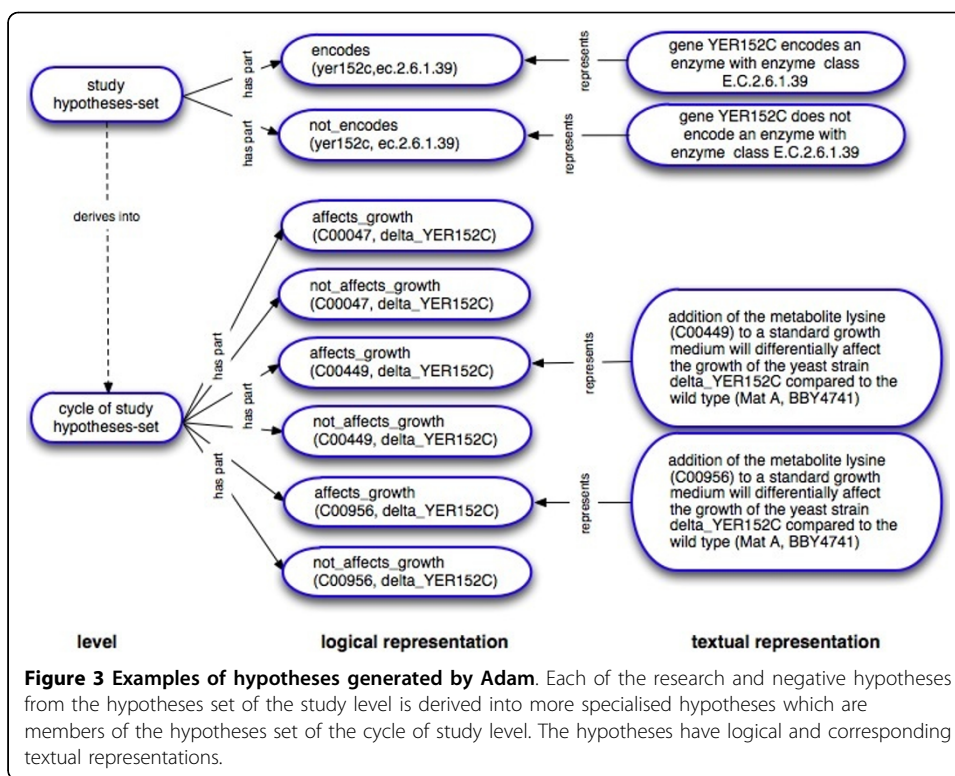 study
hypotheses-set
has part
has part
encodes
(yer152c,ec.2.6.1.39)
not_encodes
(yer152c, ec.2.6.1.39)
represents
represents
gene YER152C encodes an
enzyme with enzyme class
E.C.2.6.1.39
gene YER152C does not
encode an enzyme with
enzyme class E.C.2.6.1.39
derives into
cycle of study
hypotheses-set
has part
has part
has part
affects_growth
(C00047, delta_YER152C)
not_affects_growth
(C00047, delta_YER152C)
affects_growth
(C00449, delta_YER152C)
not_affects_growth
(C00449, delta_YER152C)
affects_growth
(C00956, delta_YER152C)
not_affects_growth
(C00956, delta_YER152C)
represents
represents
addition of the metabolite lysine
(C00449) to a standard growth
medium will differentially affect
the growth of the yeast strain
delta_YER152C compared to the
wild type (Mat A, BBY4741)
addition of the metabolite lysine
(C00956) to a standard growth
medium will differentially affect
the growth of the yeast strain
delta_YER152C compared to the
wild type (Mat A, BBY4741)
level
logical representation
textual representation
Figure 3 Examples of hypotheses generated by Adam. Each of the research and negative hypotheses
from the hypotheses set of the study level is derived into more specialised hypotheses which are
members of the hypotheses set of the cycle of study level. The hypotheses have logical and corresponding
textual representations.